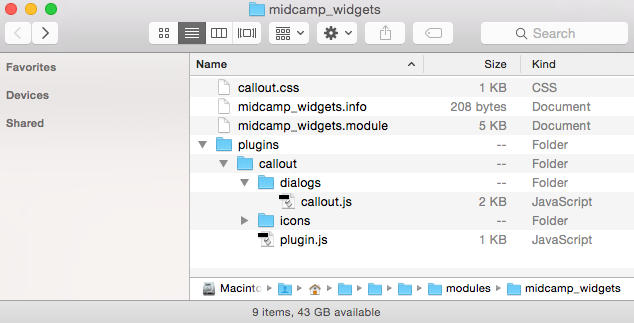 midcamp_widgets
Search
Favorites
Devices
Shared
Name Size Kind
callout.css 1 KB CSS
midcamp_widgets.info 208 bytes Document
midcamp_widgets.module 5 KB Document
plugins -- Folder
callout -- Folder
dialogs -- Folder
callout.js 2 KB JavaScript
icons -- Folder
plugin.js 1 KB JavaScript
modules midcamp_widgets
9 items, 43 GB available